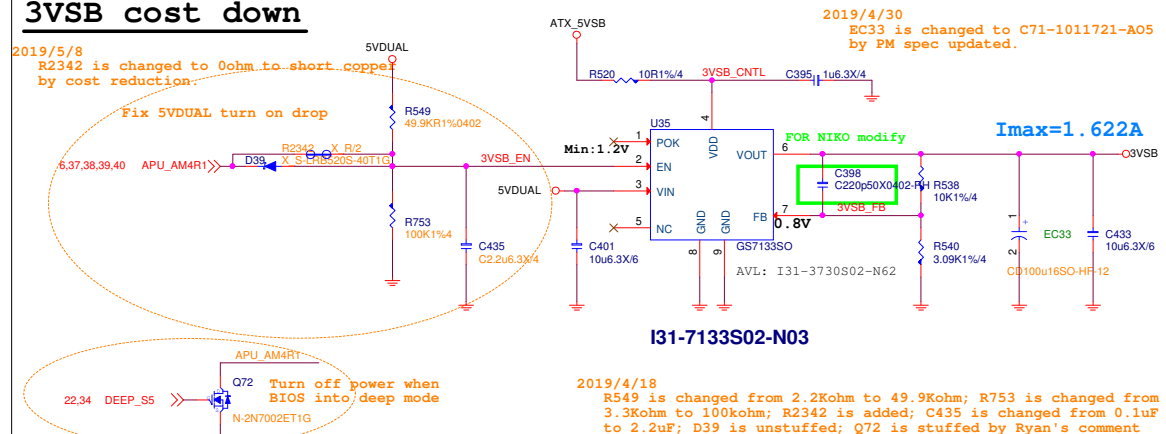 3VSB cost down
2019/5/8
R2342 is changed to 0ohm to short copper
by cost reduction.
Fix 5VDUAL turn on drop
5VDUAL
R549
49.9KR1%0402
R2342
X_R/2
6,37,38,39,40
APU_AM4R1
D39
X_S-LRB520S-40T1G
3VSB_EN
R753
100K1%4
C435
C2.2u6.3X/4
ATX_5VSB
R520
10R1%/4
3VSB_CNTL
C395
1u6.3X/4
2019/4/30
EC33 is changed to C71-1011721-AO5
by PM spec updated.
U35
Min:1.2V
1
POK
2
EN
3
VIN
5
NC
4
VDD
VOUT
6
FB
7
GND
8
GND
9
GS7133SO
5VDUAL
C401
10u6.3X/6
FOR NIKO modify
C398
C220p50X0402-RH
3VSB_FB
0.8V
R538
10K1%/4
R540
3.09K1%/4
Imax=1.622A
3VSB
1
2
EC33
CD100u16SO-HF-12
C433
10u6.3X/6
AVL: I31-3730S02-N62
I31-7133S02-N03
APU_AM4R1
Q72
Turn off power when
BIOS into deep mode
22,34
DEEP_S5
N-2N7002ET1G
2019/4/18
R549 is changed from 2.2Kohm to 49.9Kohm; R753 is changed from
3.3Kohm to 100kohm; R2342 is added; C435 is changed from 0.1uF
to 2.2uF; D39 is unstuffed; Q72 is stuffed by Ryan's comment